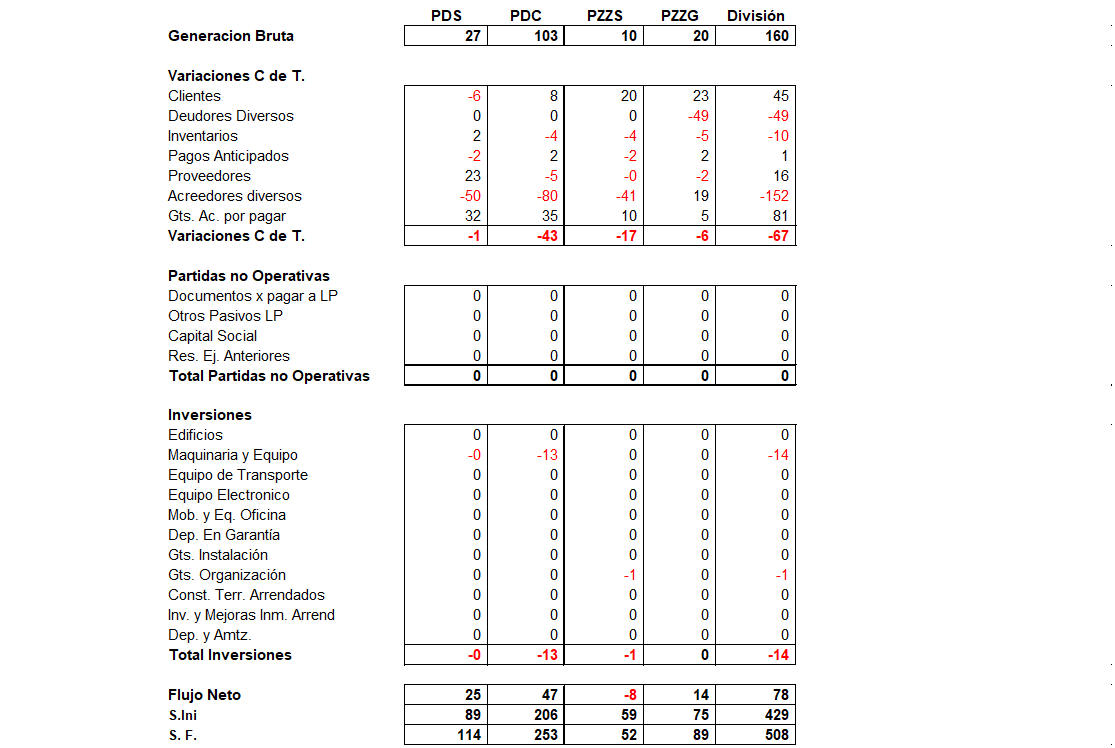 PDS PDC PZZS PZZG División
Generacion Bruta 27 103 10 20 160
Variaciones C de T.
Clientes -6 8 20 23 45
Deudores Diversos 0 0 0 -49 -49
Inventarios 2 -4 -4 -5 -10
Pagos Anticipados -2 2 -2 2 1
Proveedores 23 -5 -0 -2 16
Acreedores diversos -50 -80 -41 19 -152
Gts. Ac. por pagar 32 35 10 5 81
Variaciones C de T. -1 -43 -17 -6 -67
Partidas no Operativas
Documentos x pagar a LP 0 0 0 0 0
Otros Pasivos LP 0 0 0 0 0
Capital Social 0 0 0 0 0
Res. Ej. Anteriores 0 0 0 0 0
Total Partidas no Operativas 0 0 0 0 0
Inversiones
Edificios 0 0 0 0 0
Maquinaria y Equipo -0 -13 0 0 -14
Equipo de Transporte 0 0 0 0 0
Equipo Electronico 0 0 0 0 0
Mob. y Eq. Oficina 0 0 0 0 0
Dep. En Garantía 0 0 0 0 0
Gts. Instalación 0 0 0 0 0
Gts. Organización 0 0 -1 0 -1
Const. Terr. Arrendados 0 0 0 0 0
Inv. y Mejoras Inm. Arrend 0 0 0 0 0
Dep. y Amtz. 0 0 0 0 0
Total Inversiones -0 -13 -1 0 -14
Flujo Neto 25 47 -8 14 78
S.Ini 89 206 59 75 429
S. F. 114 253 52 89 508